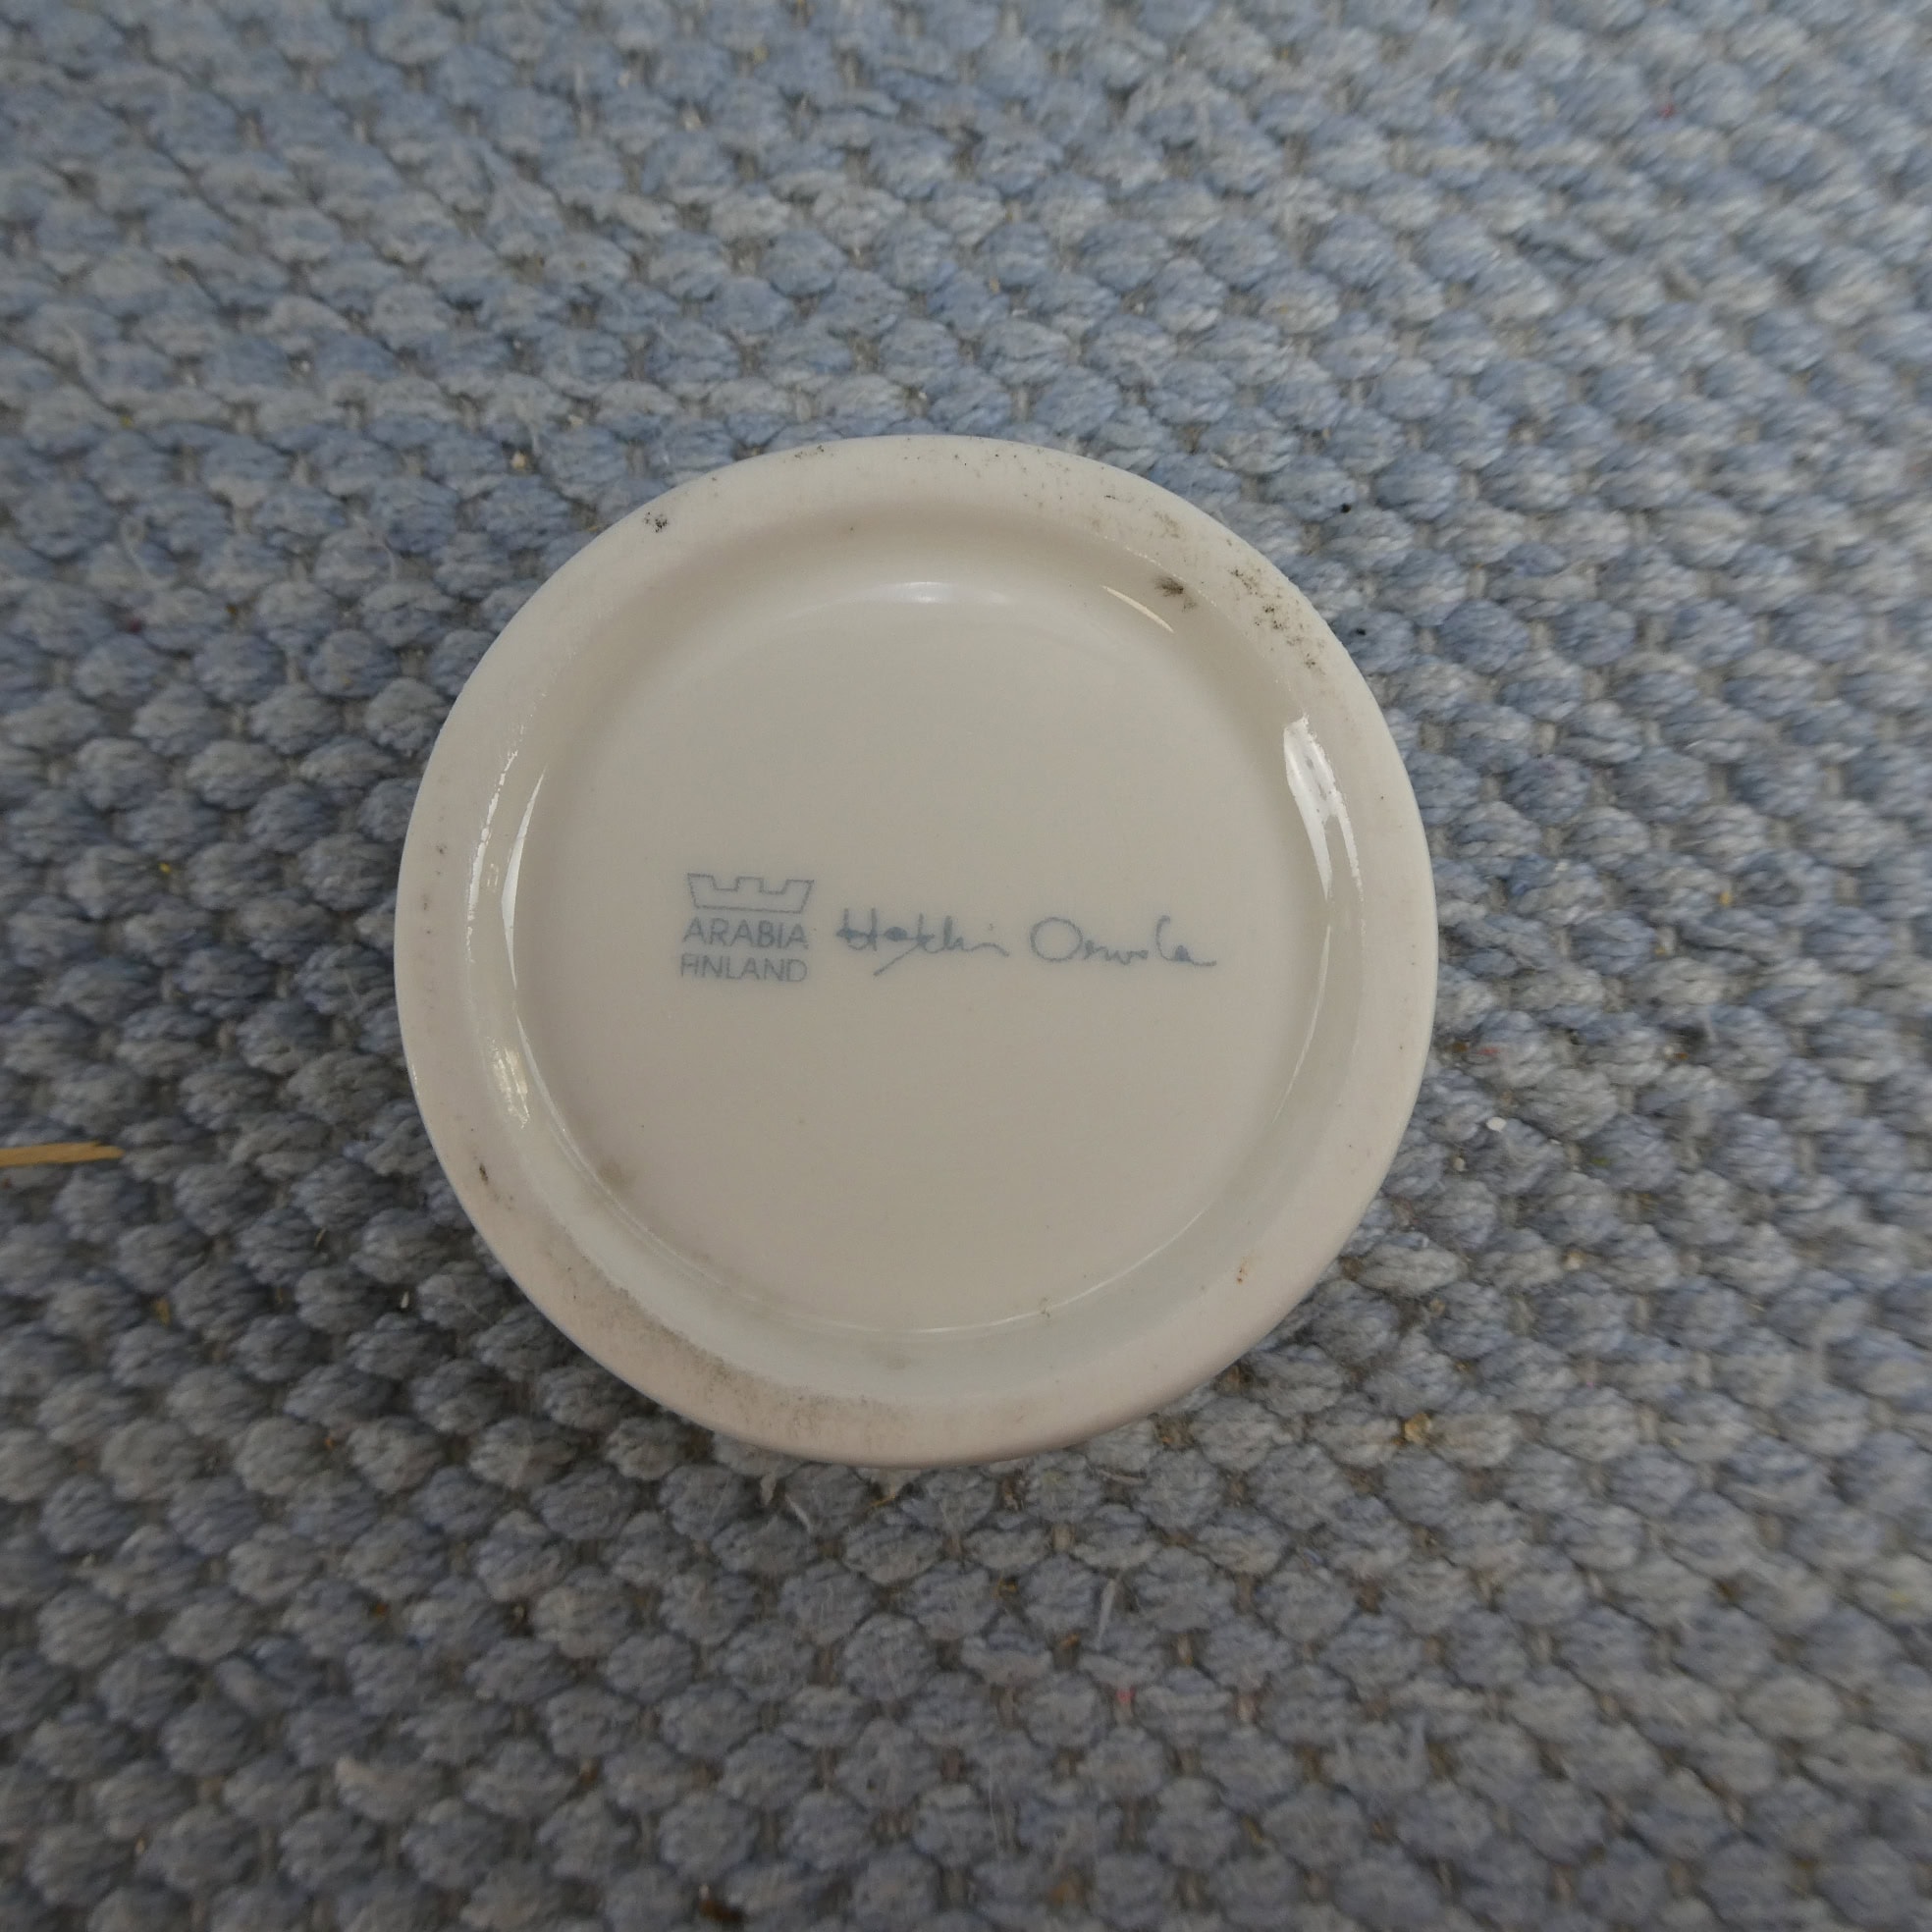 ARABIA
FINLAND
Heikki Orvola